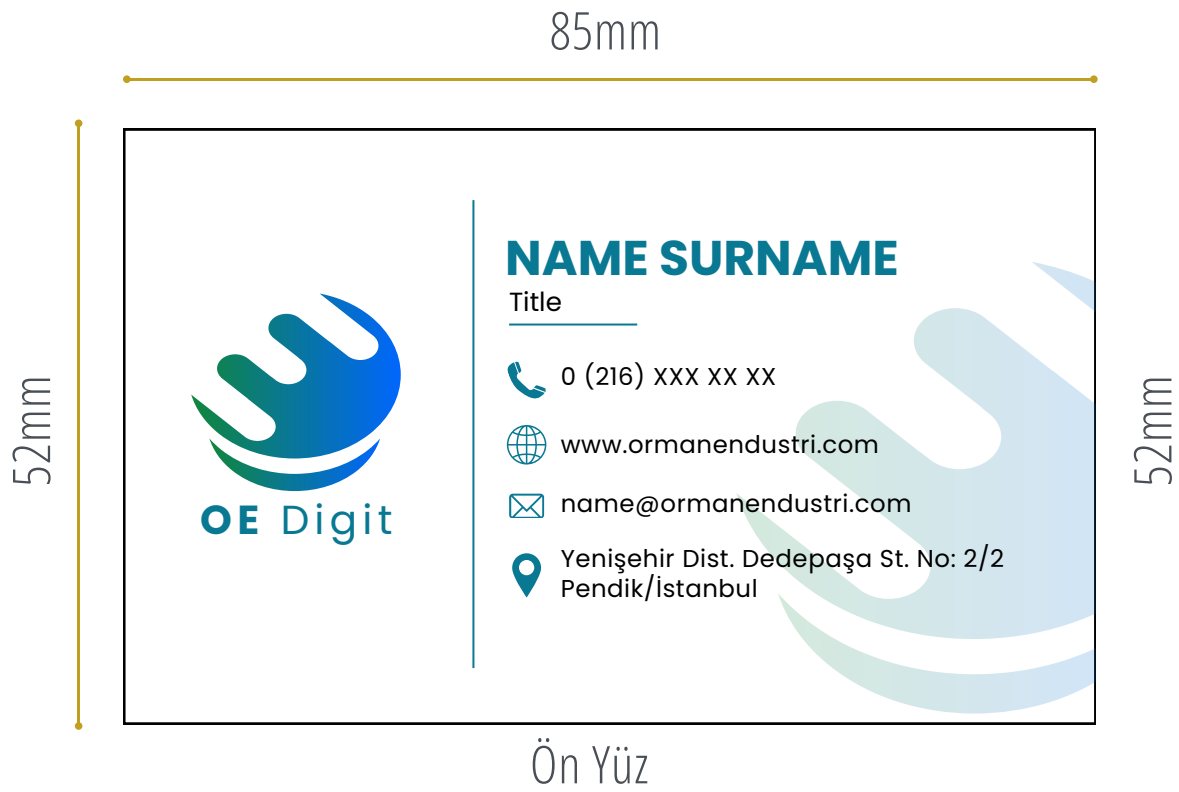 85mm
52mm
NAME SURNAME
Title
0 (216) XXX XX XX
www.ormanendustri.com
name@ormanendustri.com
Yenişehir Dist. Dedepaşa St. No: 2/2
Pendik/İstanbul
OE Digit
52mm
Ön Yüz